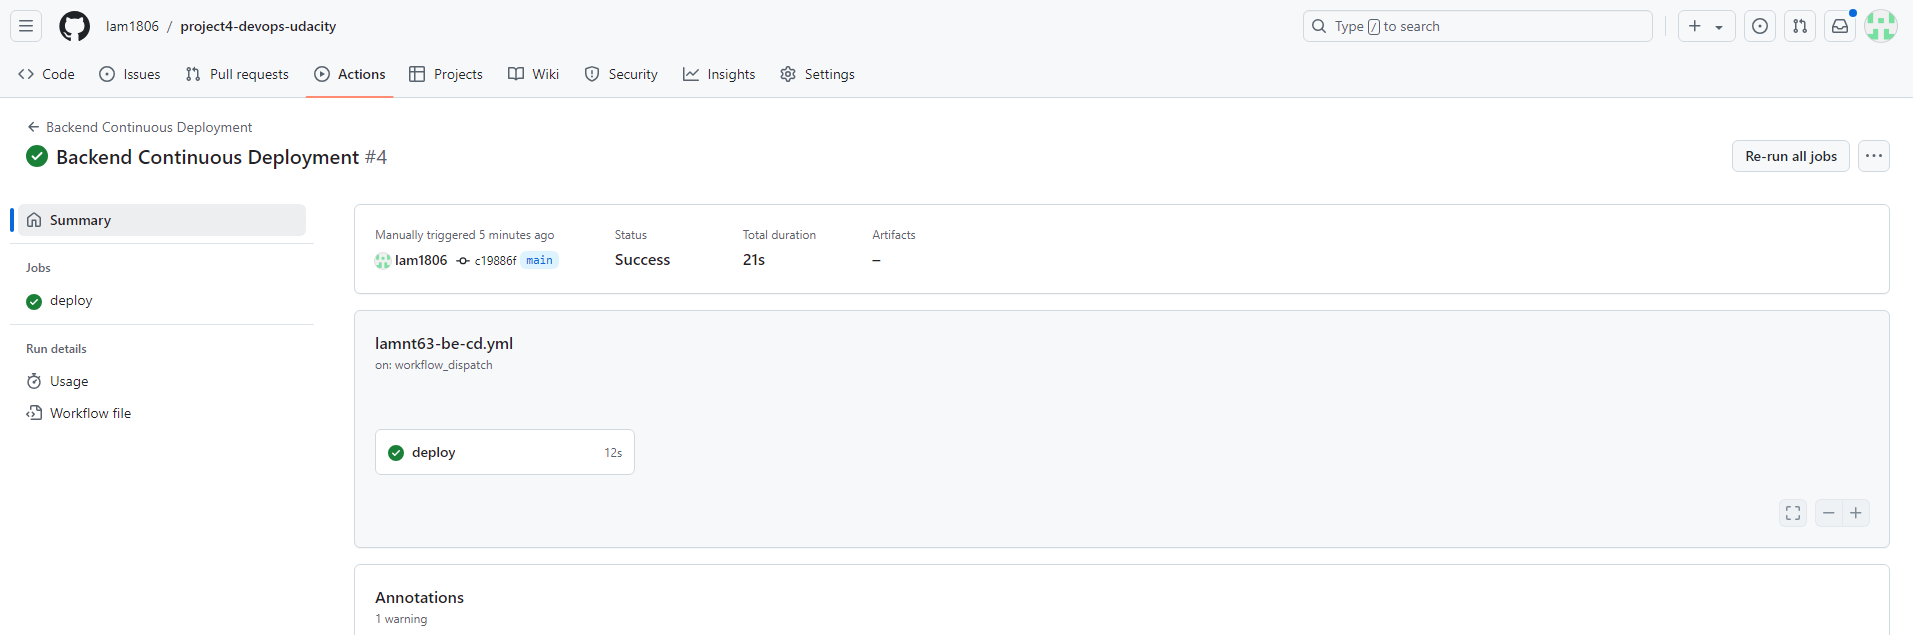 lam1806 / project4-devops-udacity
Type / to search
Code Issues Pull requests Actions Projects Wiki Security Insights Settings
Backend Continuous Deployment
Backend Continuous Deployment #4
Re-run all jobs
Summary
Jobs
deploy
Run details
Usage
Workflow file
Manually triggered 5 minutes ago
lam1806 c19886f main
Status
Success
Total duration
21s
Artifacts
–
lamnt63-be-cd.yml
on: workflow_dispatch
deploy 12s
Annotations
1 warning